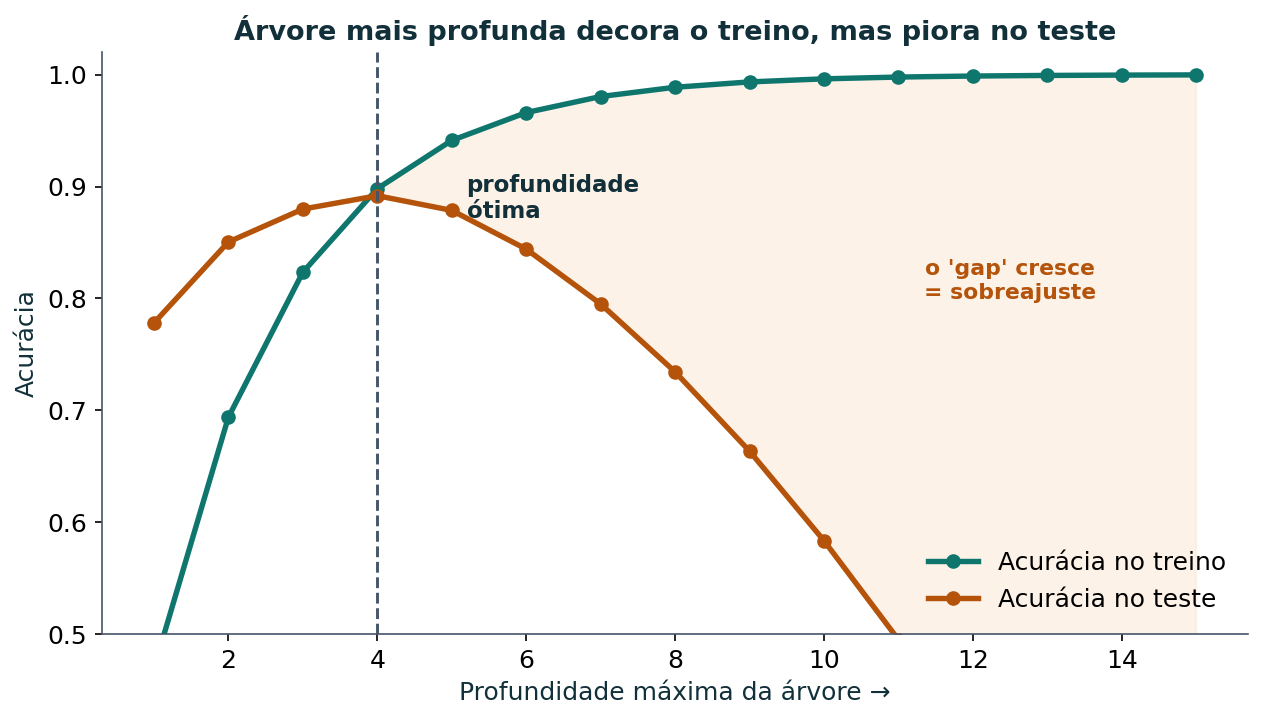 Árvore mais profunda decora o treino, mas piora no teste
Acurácia
1.0
0.9
0.8
0.7
0.6
0.5
profundidade
ótima
o 'gap' cresce
= sobreajuste
Acurácia no treino
Acurácia no teste
2 4 6 8 10 12 14
Profundidade máxima da árvore →